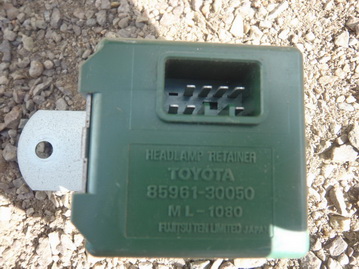 HEADLAMP RETAINER
TOYOTA
85961-30050
ML-1080
FUJITSU TEN LIMITED JAPAN